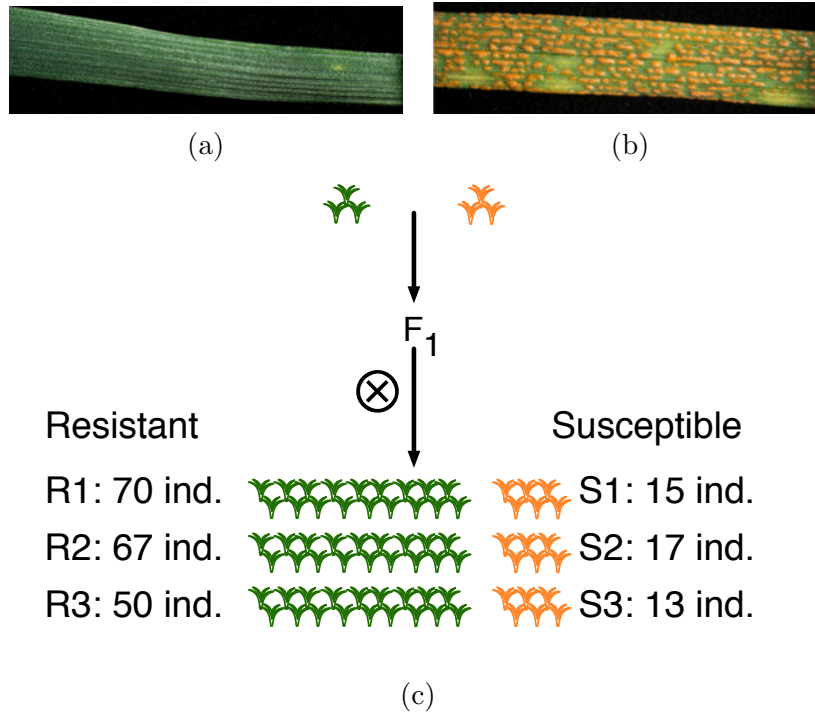 (a)
(b)
F1
Resistant
Susceptible
R1: 70 ind.
S1: 15 ind.
R2: 67 ind.
S2: 17 ind.
R3: 50 ind.
S3: 13 ind.
(c)